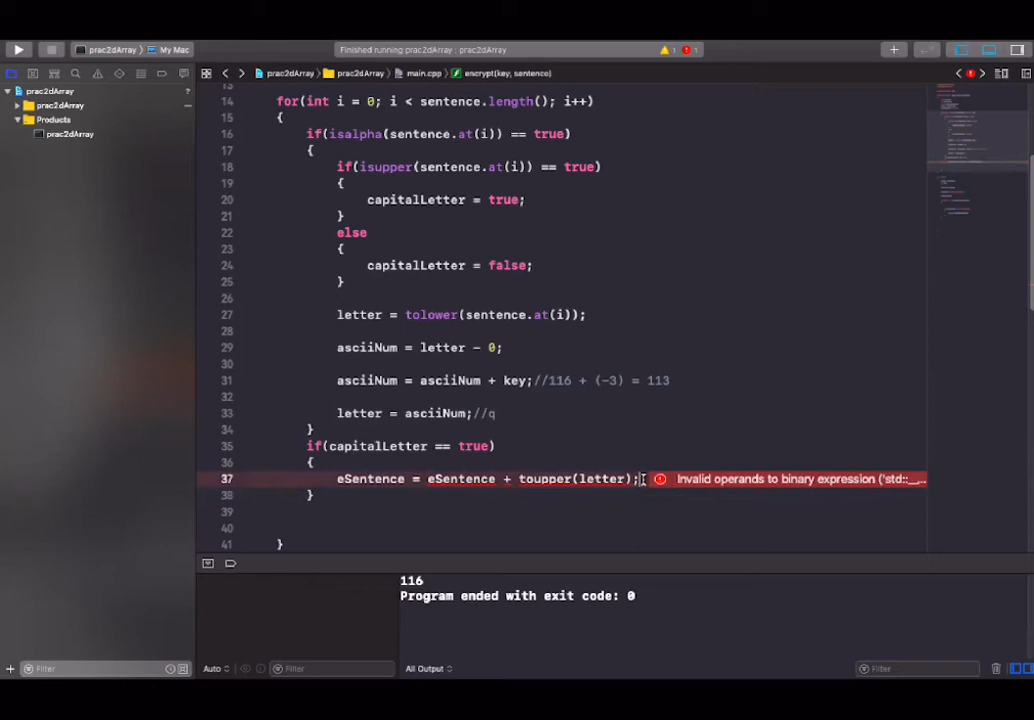 prac2dArray
My Mac
Finished running prac2dArray : prac2dArray
1
1
prac2dArray
prac2dArray
main.cpp
encrypt(key, sentence)
prac2dArray
?
prac2dArray
Products
prac2dArray
14 for(int i = 0; i < sentence.length(); i++)
15 {
16 if(isalpha(sentence.at(i)) == true)
17 {
18 if(isupper(sentence.at(i)) == true)
19 {
20 capitalLetter = true;
21 }
22 else
23 {
24 capitalLetter = false;
25 }
26
27 letter = tolower(sentence.at(i));
28
29 asciiNum = letter - 0;
30
31 asciiNum = asciiNum + key;//116 + (-3) = 113
32
33 letter = asciiNum;//q
34 }
35 if(capitalLetter == true)
36 {
37 eSentence = eSentence + toupper(letter); Invalid operands to binary expression ('std::__...
38 }
39
40
41 }
116
Program ended with exit code: 0
Filter
Auto
Filter
All Output
Filter